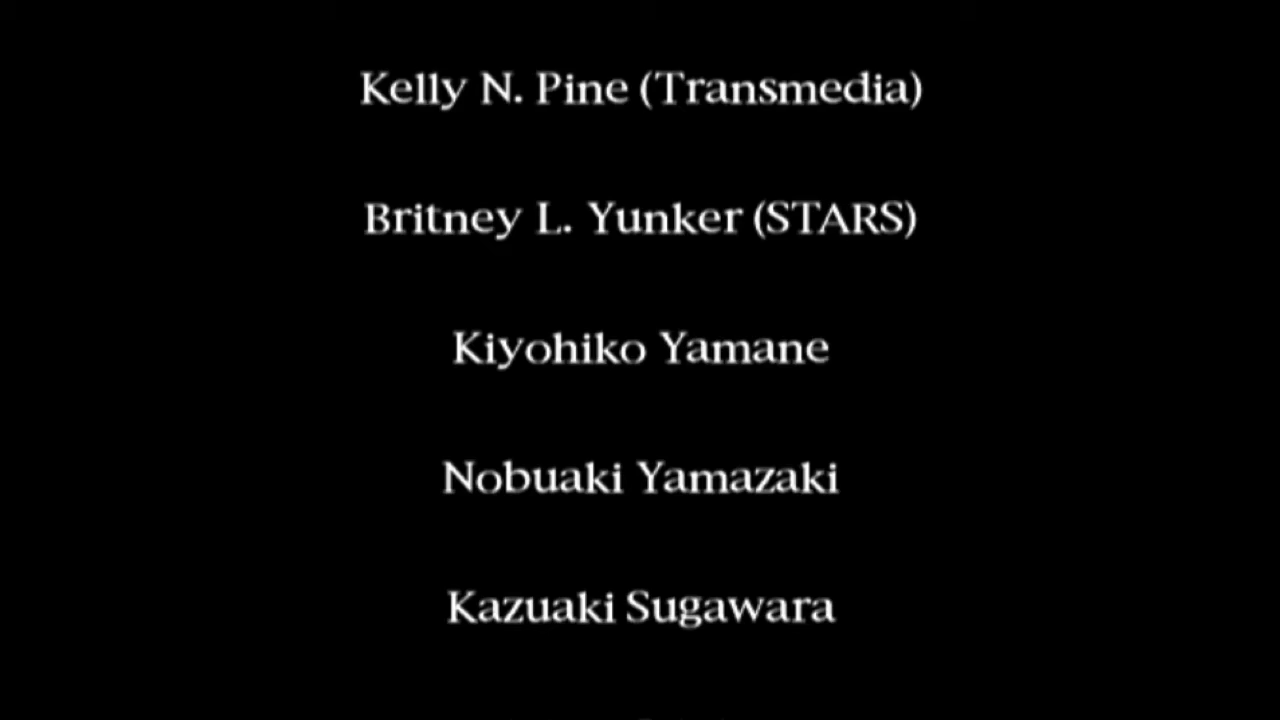 Kelly N. Pine (Transmedia)
Britney L. Yunker (STARS)
Kiyohiko Yamane
Nobuaki Yamazaki
Kazuaki Sugawara